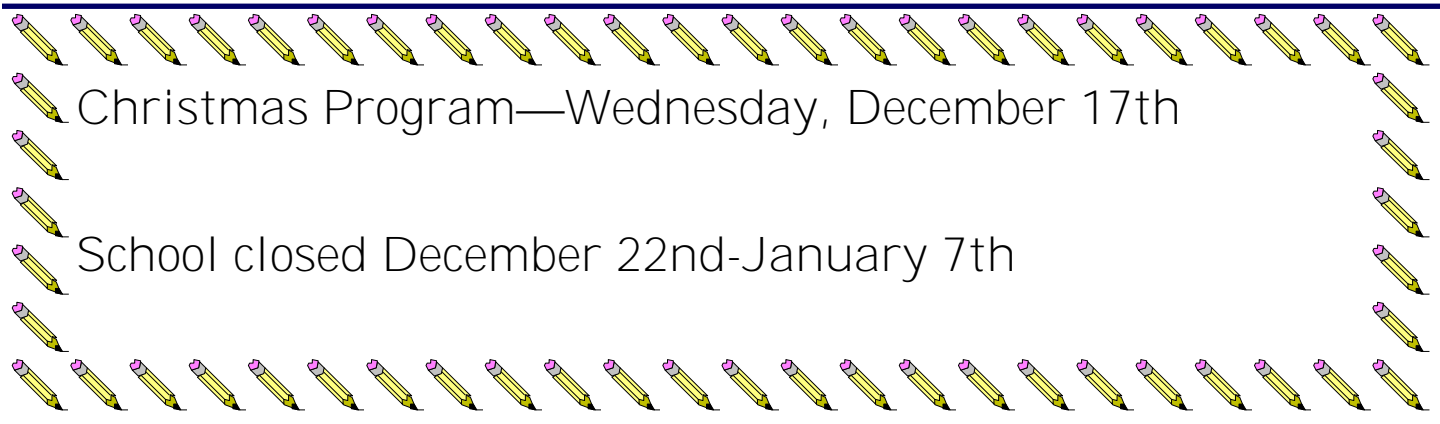 Christmas Program—Wednesday, December 17th
School closed December 22nd-January 7th